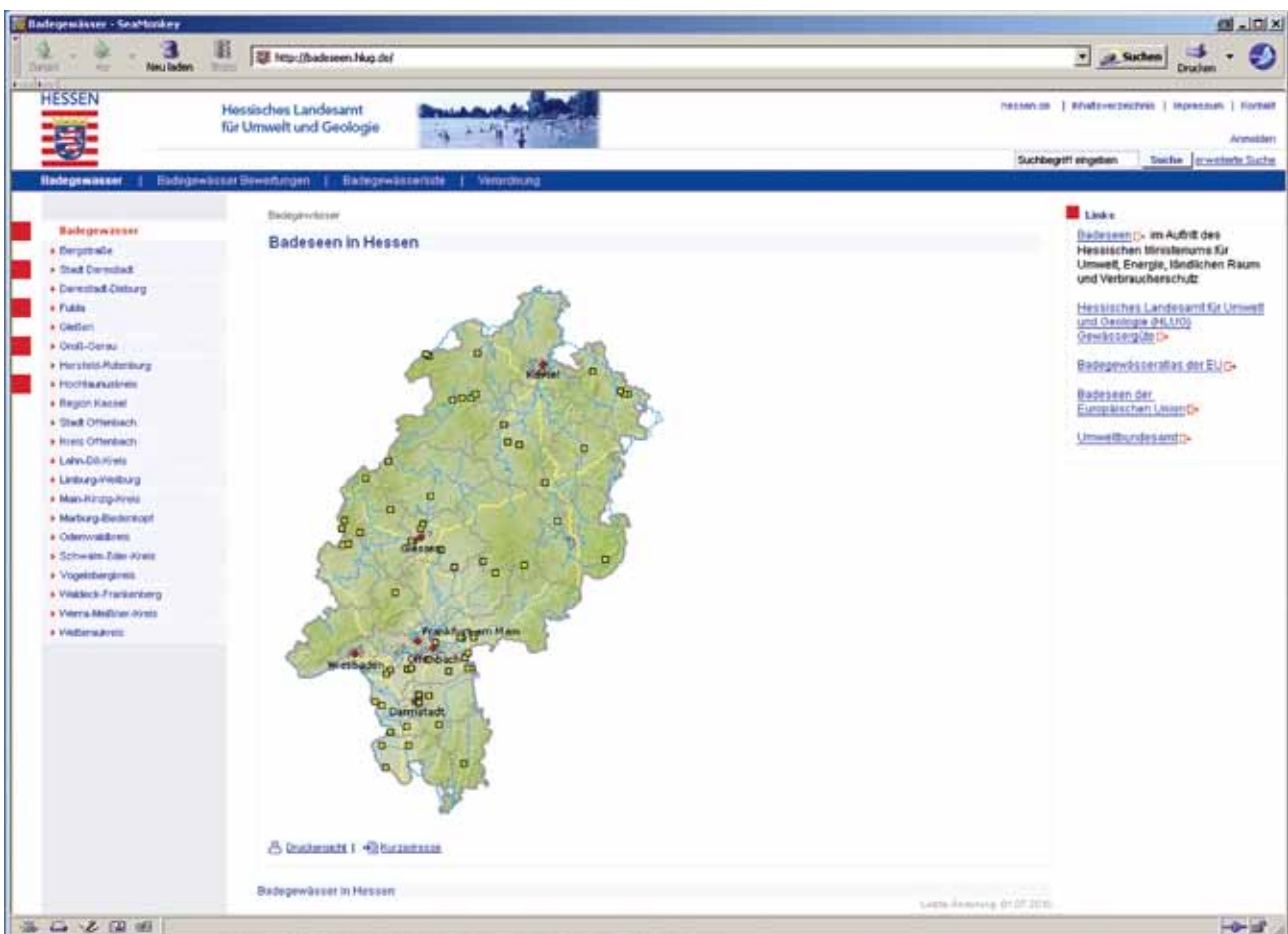 Badegewässer - SeaMonkey
Neu laden
http://badeseen.hlug.de/
Suchen
Drucken
HESSEN
Hessisches Landesamt
für Umwelt und Geologie
hessen.de | Inhaltsverzeichnis | Impressum | Kontakt
Anmelden
Suchbegriff eingeben Suche erweiterte Suche
Badegewässer | Badegewässer Bewertungen | Badegewässerliste | Verordnung
Badegewässer
Bergstraße
Stadt Darmstadt
Darmstadt-Dieburg
Fulda
Gießen
Groß-Gerau
Hersfeld-Rotenburg
Hochtaunuskreis
Region Kassel
Stadt Offenbach
Kreis Offenbach
Lahn-Dill-Kreis
Limburg-Weilburg
Main-Kinzig-Kreis
Marburg-Biedenkopf
Odenwaldkreis
Schwalm-Eder-Kreis
Vogelsbergkreis
Waldeck-Frankenberg
Werra-Meißner-Kreis
Wetteraukreis
Badegewässer
Badeseen in Hessen
Kassel
Giessen
Frankfurt am Main
Wiesbaden
Offenbach
Darmstadt
Druckansicht | Kurzadresse
Badegewässer in Hessen
Letzte Änderung: 01.07.2010
Links
Badeseen im Auftritt des
Hessischen Ministeriums für
Umwelt, Energie, ländlichen Raum
und Verbraucherschutz
Hessisches Landesamt für Umwelt
und Geologie (HLUG)
Gewässergüte
Badegewässeratlas der EU
Badeseen der
Europäischen Union
Umweltbundesamt